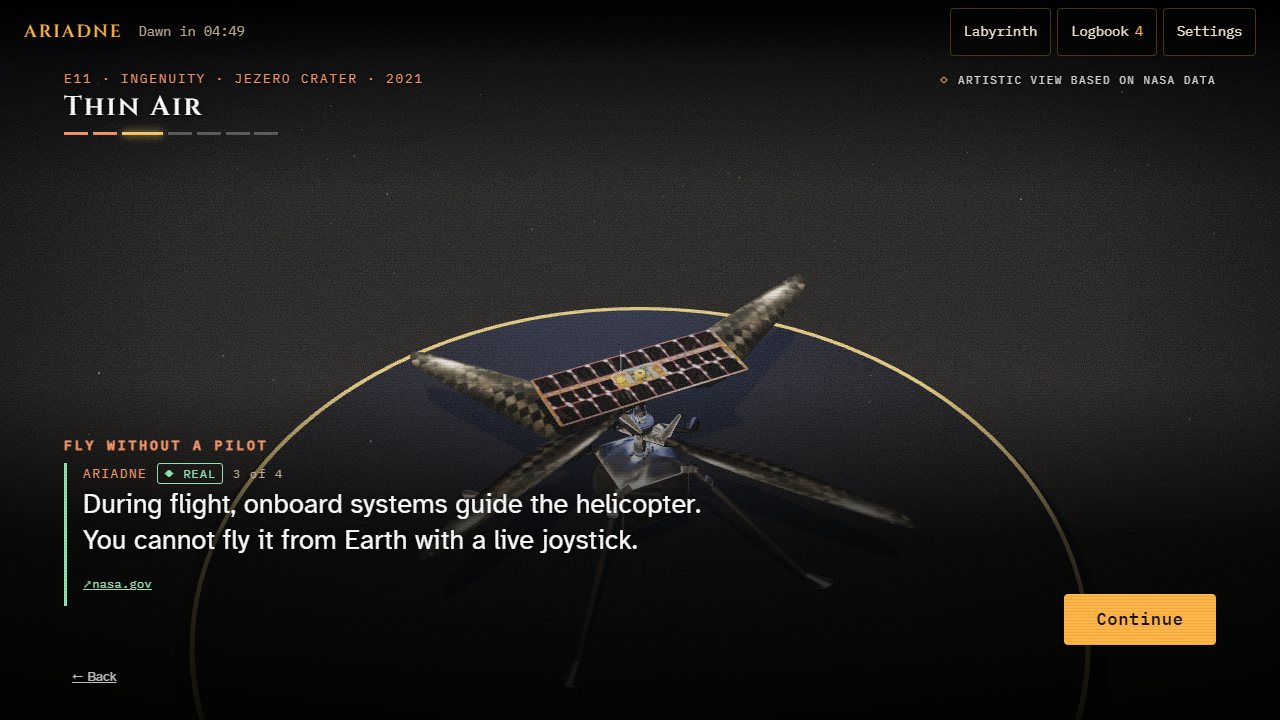 ARIADNE Dawn in 04:49 Labyrinth Logbook 4 Settings
E11 · INGENUITY · JEZERO CRATER · 2021
◇ ARTISTIC VIEW BASED ON NASA DATA
Thin Air
FLY WITHOUT A PILOT
ARIADNE ◆ REAL 3 of 4
During flight, onboard systems guide the helicopter.
You cannot fly it from Earth with a live joystick.
↗nasa.gov
Continue
← Back